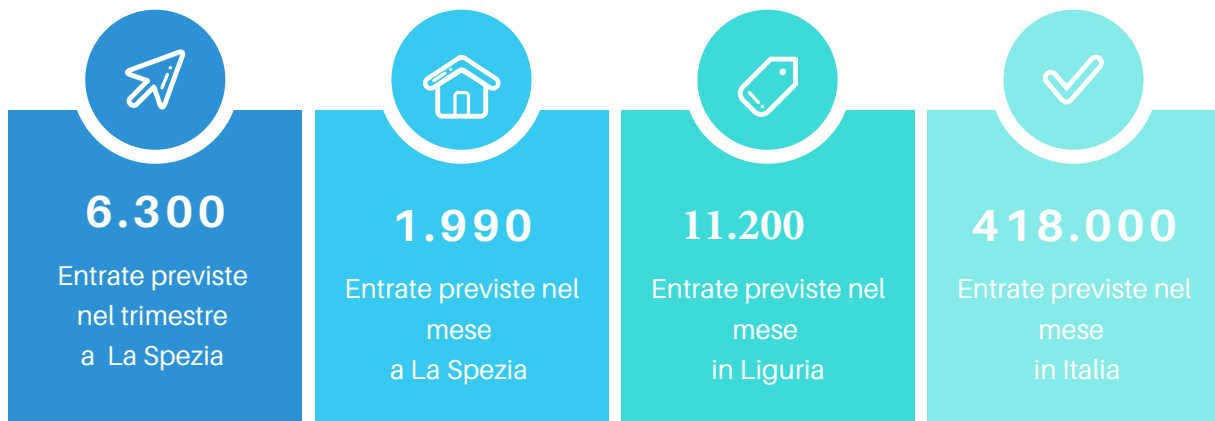 6.300
Entrate previste
nel trimestre
a La Spezia
1.990
Entrate previste nel
mese
a La Spezia
11.200
Entrate previste nel
mese
in Liguria
418.000
Entrate previste nel
mese
in Italia